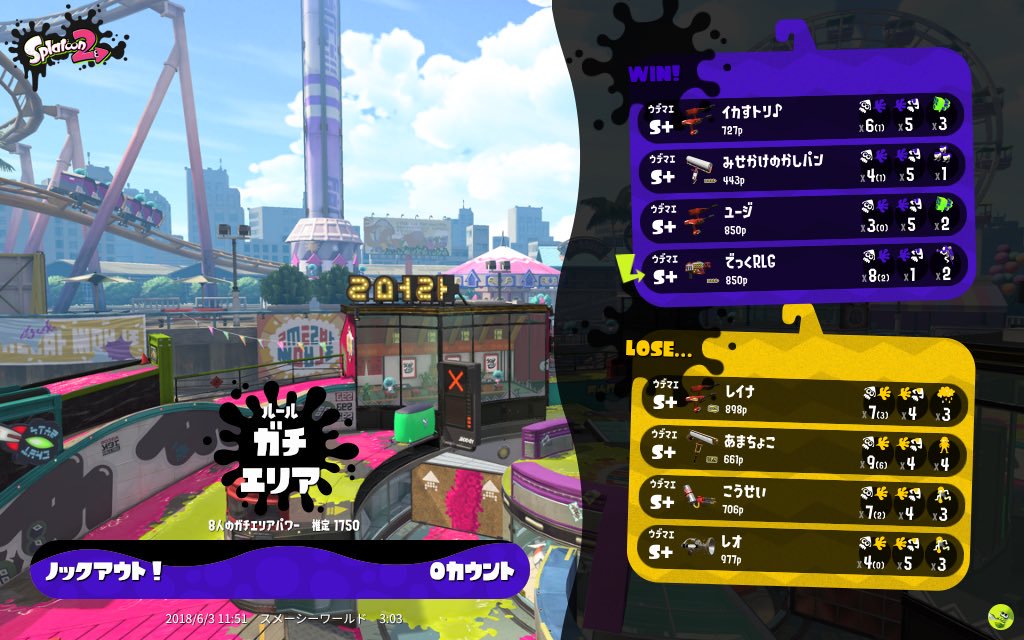 Splatoon 2
WIN!
ウデマエ
S+
イカすトリ♪
727p
x6(1)
x5
x3
ウデマエ
S+
みせかけのかしパン
443p
x4(1)
x5
x1
ウデマエ
S+
ユージ
850p
x3(0)
x5
x2
ウデマエ
S+
でっくRLG
850p
x8(2)
x1
x2
LOSE...
ウデマエ
S+
レイナ
898p
x7(3)
x4
x3
ウデマエ
S+
あまちょこ
661p
x9(6)
x4
x4
ウデマエ
S+
こうせい
706p
x7(2)
x4
x3
ウデマエ
S+
レオ
977p
x4(0)
x5
x3
ルール
ガチ
エリア
8人のガチエリアパワー 推定 1750
ノックアウト!
0カウント
2018/6/3 11:51 スメーシーワールド 3:03